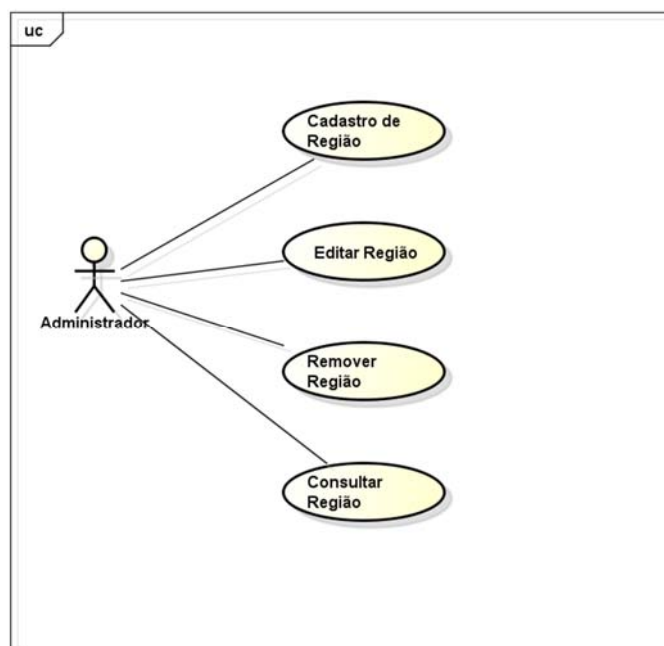 uc
Cadastro de
Região
Editar Região
Administrador
Remover
Região
Consultar
Região